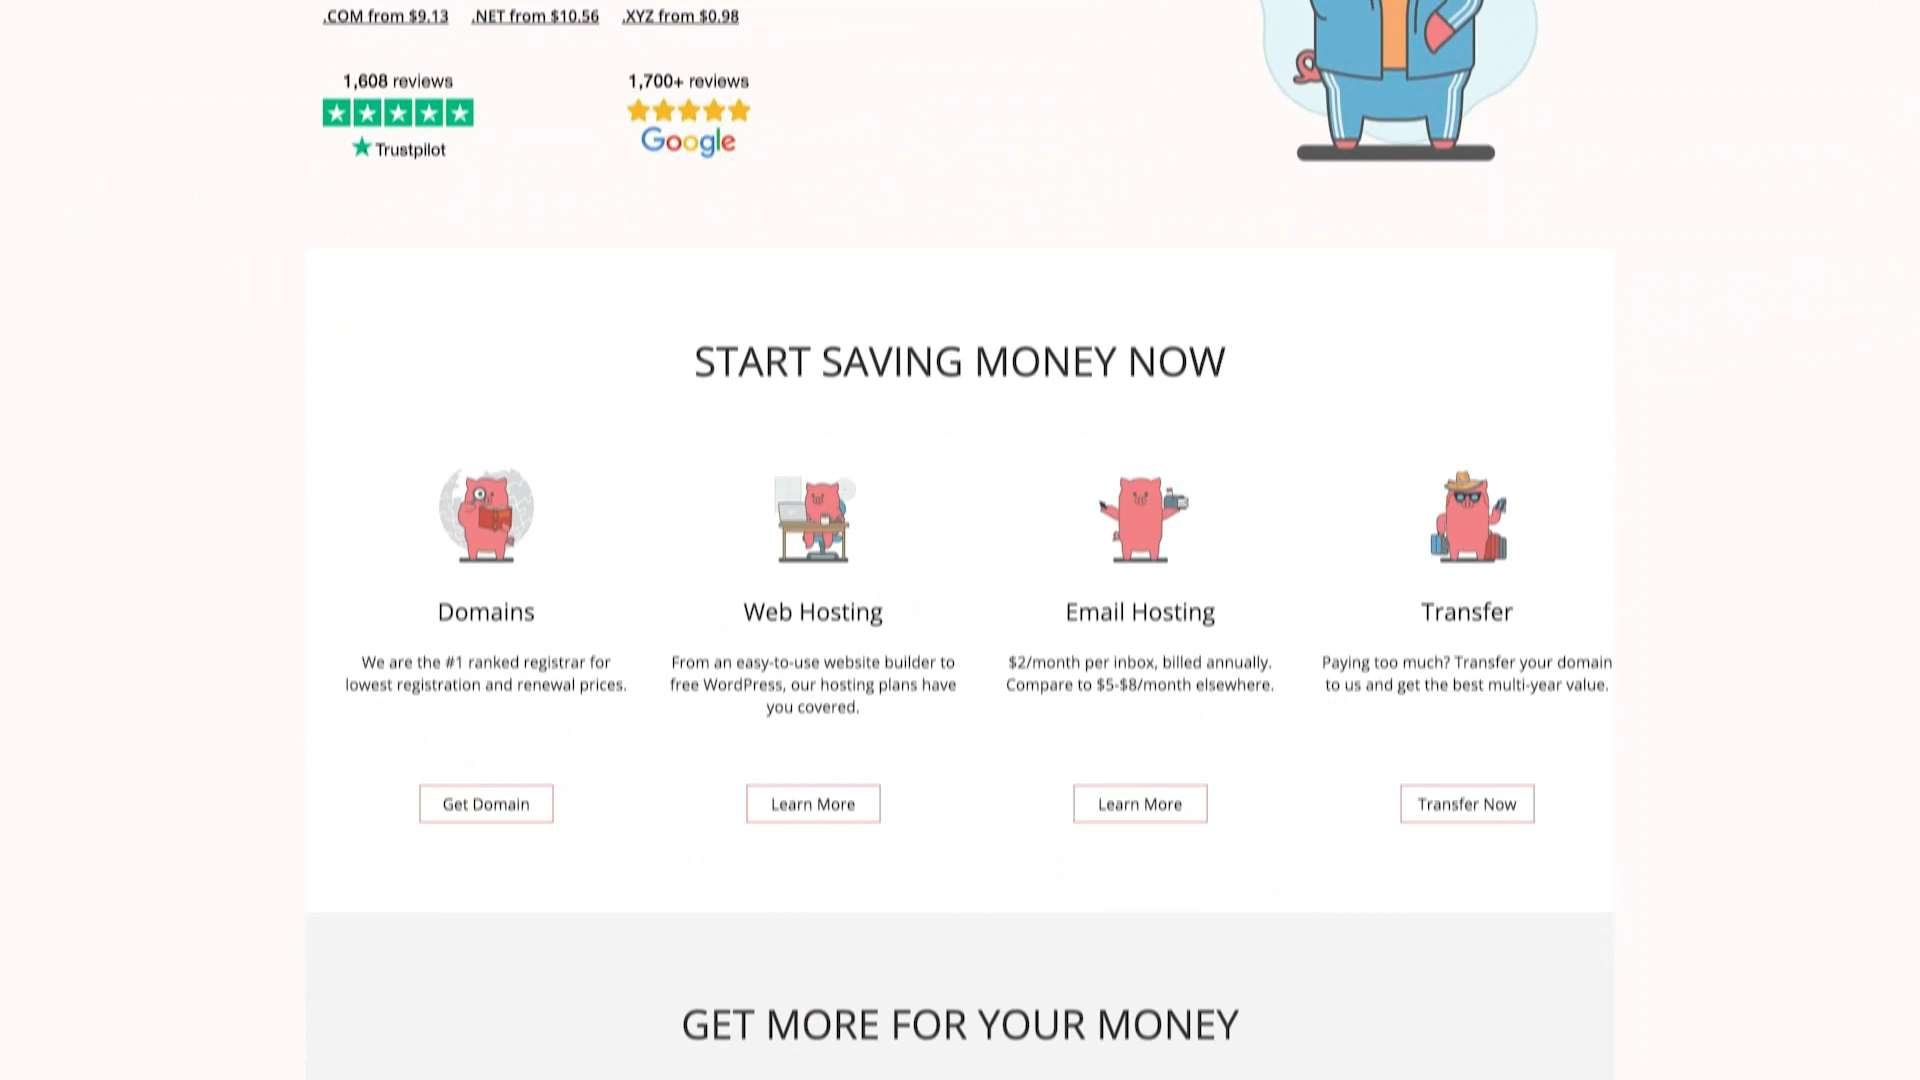 .COM from $9.13 .NET from $10.56 .XYZ from $0.98
1,608 reviews
Trustpilot
1,700+ reviews
Google
START SAVING MONEY NOW
Domains
We are the #1 ranked registrar for
lowest registration and renewal prices.
Get Domain
Web Hosting
From an easy-to-use website builder to
free WordPress, our hosting plans have
you covered.
Learn More
Email Hosting
$2/month per inbox, billed annually.
Compare to $5-$8/month elsewhere.
Learn More
Transfer
Paying too much? Transfer your domain
to us and get the best multi-year value.
Transfer Now
GET MORE FOR YOUR MONEY